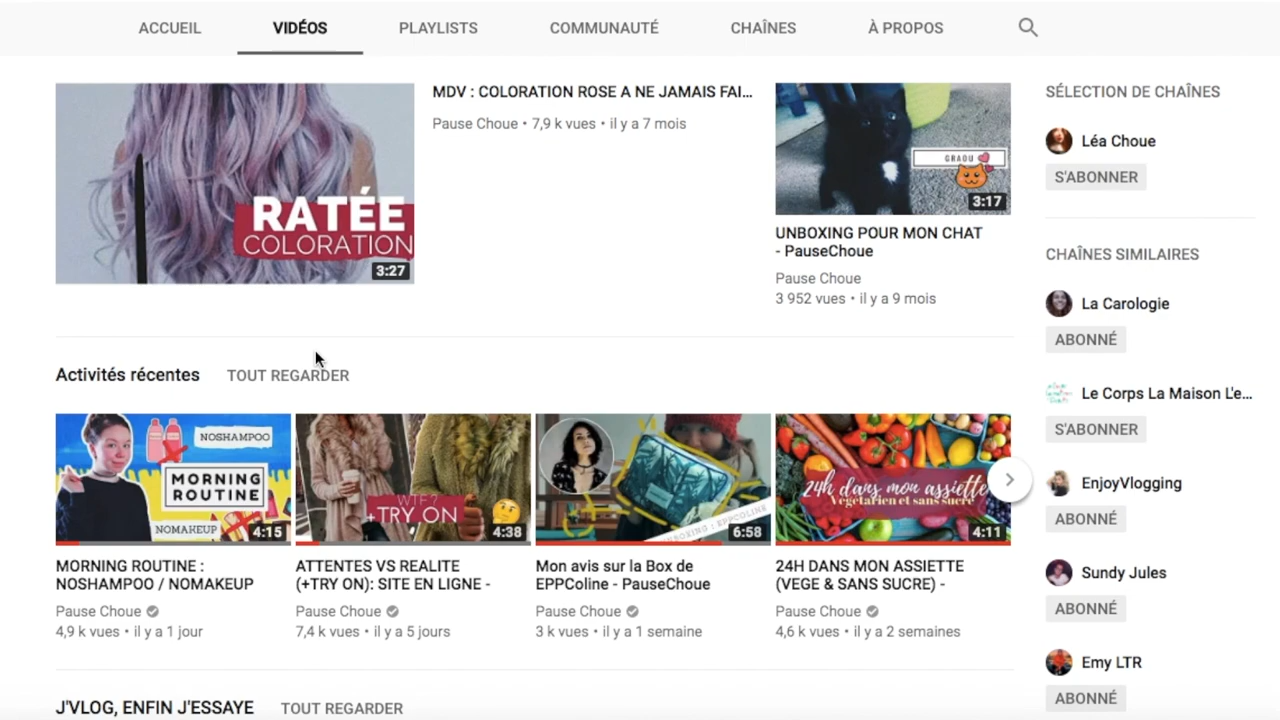 ACCUEIL
VIDÉOS
PLAYLISTS
COMMUNAUTÉ
CHAÎNES
À PROPOS
RATÉE
COLORATION
3:27
MDV : COLORATION ROSE A NE JAMAIS FAI...
Pause Choue • 7,9 k vues • il y a 7 mois
GRAOU
3:17
UNBOXING POUR MON CHAT
- PauseChoue
Pause Choue
3 952 vues • il y a 9 mois
Activités récentes
TOUT REGARDER
NOSHAMPOO
MORNING
ROUTINE
NOMAKEUP
4:15
MORNING ROUTINE :
NOSHAMPOO / NOMAKEUP
Pause Choue
4,9 k vues • il y a 1 jour
WTF?
+TRY ON
4:38
ATTENTES VS REALITE
(+TRY ON): SITE EN LIGNE -
Pause Choue
7,4 k vues • il y a 5 jours
UNBOXING : EPPCOLINE
6:58
Mon avis sur la Box de
EPPColine - PauseChoue
Pause Choue
3 k vues • il y a 1 semaine
24h dans mon assiette
Végétarien et sans sucre
4:11
24H DANS MON ASSIETTE
(VEGE & SANS SUCRE) -
Pause Choue
4,6 k vues • il y a 2 semaines
J'VLOG, ENFIN J'ESSAYE
TOUT REGARDER
SÉLECTION DE CHAÎNES
Léa Choue
S'ABONNER
CHAÎNES SIMILAIRES
La Carologie
ABONNÉ
Le Corps La Maison L'e...
S'ABONNER
EnjoyVlogging
ABONNÉ
Sundy Jules
ABONNÉ
Emy LTR
ABONNÉ